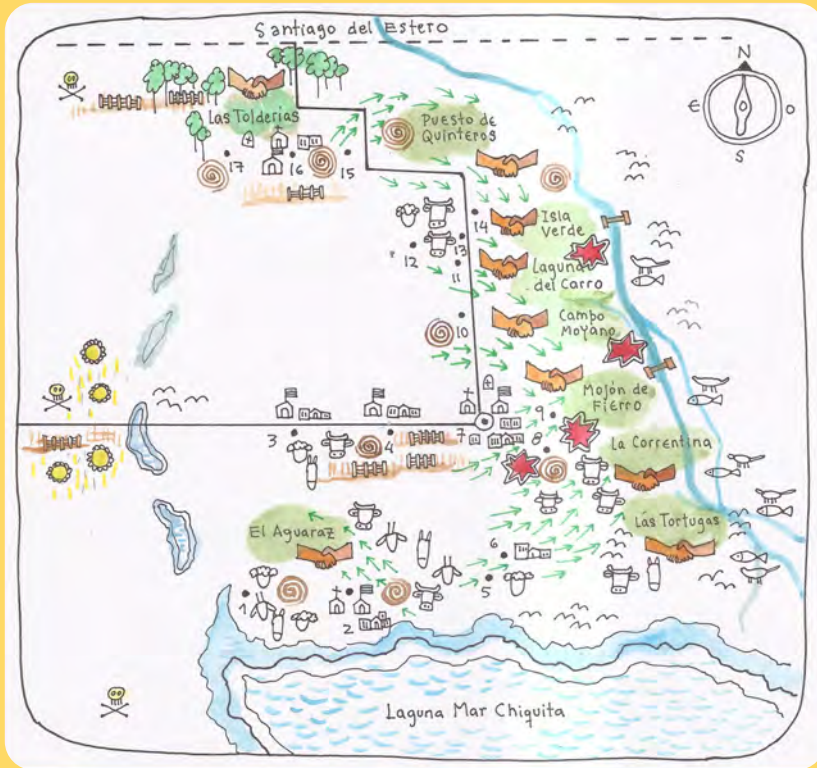 Santiago del Estero
N
E
O
S
Las Tolderías
Puesto de
Quinteros
17
16
15
14
Isla
Verde
13
12
11
Laguna
del Carro
10
Campo
Moyano
Mojón de
Fierro
9
3
4
7
8
La Correntina
El Aguaraz
Las Tortugas
6
5
1
2
Laguna Mar Chiquita